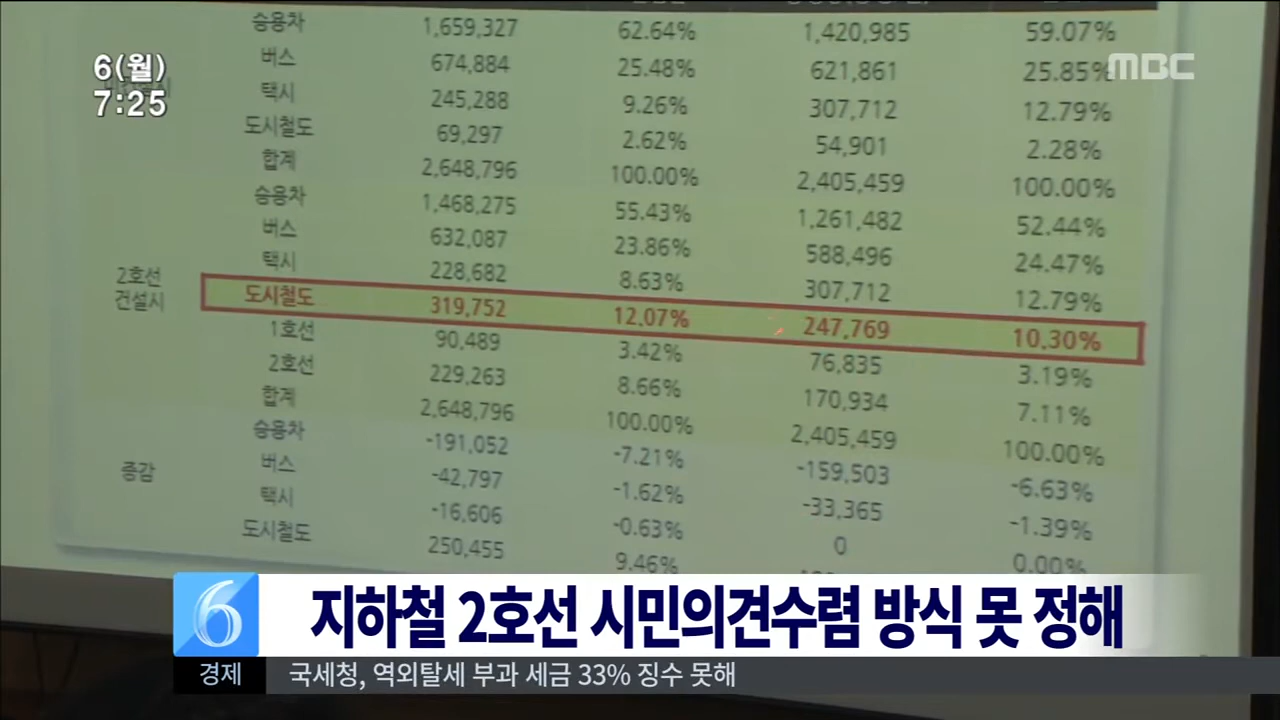 6(월)
7:25
MBC
승용차 1,659,327 62.64% 1,420,985 59.07%
버스 674,884 25.48% 621,861 25.85%
택시 245,288 9.26% 307,712 12.79%
도시철도 69,297 2.62% 54,901 2.28%
합계 2,648,796 100.00% 2,405,459 100.00%
승용차 1,468,275 55.43% 1,261,482 52.44%
버스 632,087 23.86% 588,496 24.47%
택시 228,682 8.63% 307,712 12.79%
2호선
건설시
도시철도 319,752 12.07% 247,769 10.30%
1호선 90,489 3.42% 76,835 3.19%
2호선 229,263 8.66% 170,934 7.11%
합계 2,648,796 100.00% 2,405,459 100.00%
증감
승용차 -191,052 -7.21% -159,503 -6.63%
버스 -42,797 -1.62% -33,365 -1.39%
택시 -16,606 -0.63% 0 0.00%
도시철도 250,455 9.46%
6 지하철 2호선 시민의견수렴 방식 못 정해
경제 국세청, 역외탈세 부과 세금 33% 징수 못해